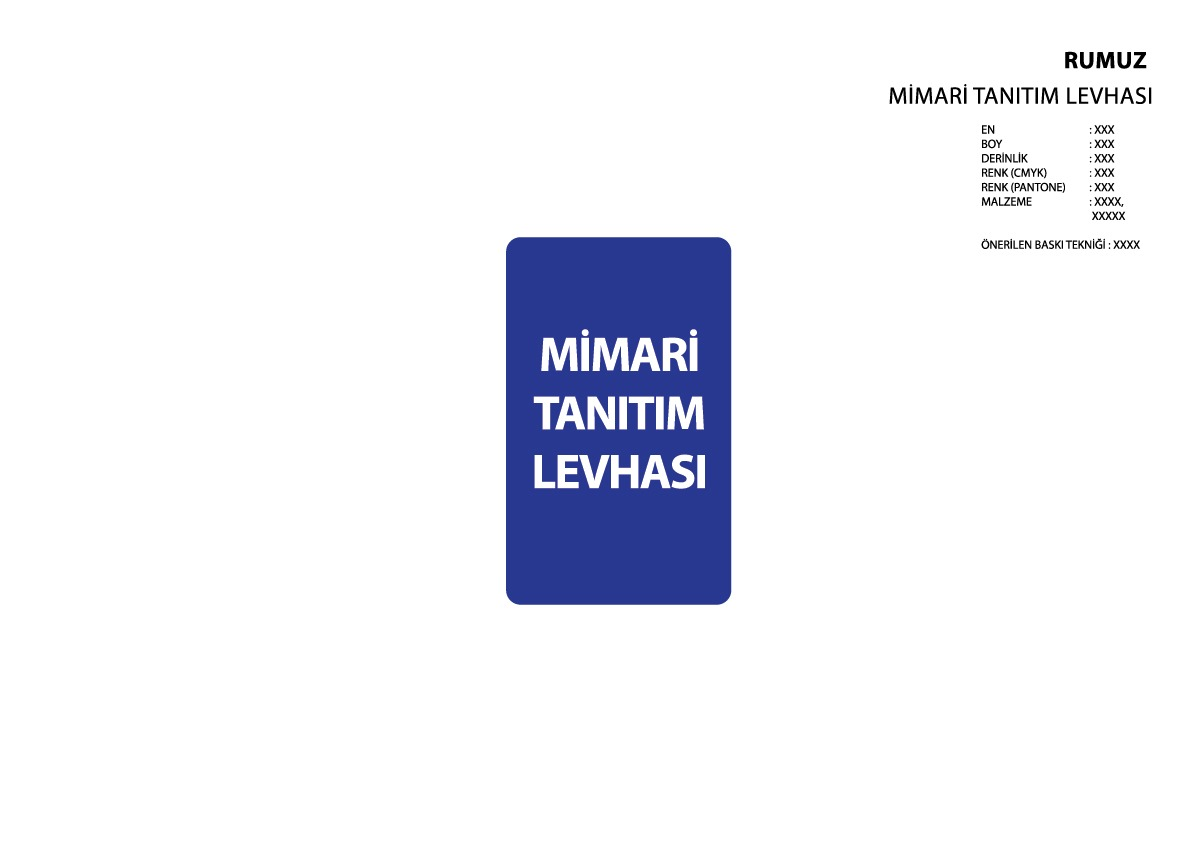 RUMUZ
MİMARİ TANITIM LEVHASI
EN : XXX
BOY : XXX
DERİNLİK : XXX
RENK (CMYK) : XXX
RENK (PANTONE) : XXX
MALZEME : XXXX,
XXXXX
ÖNERİLEN BASKI TEKNİĞİ : XXXX
MİMARİ
TANITIM
LEVHASI